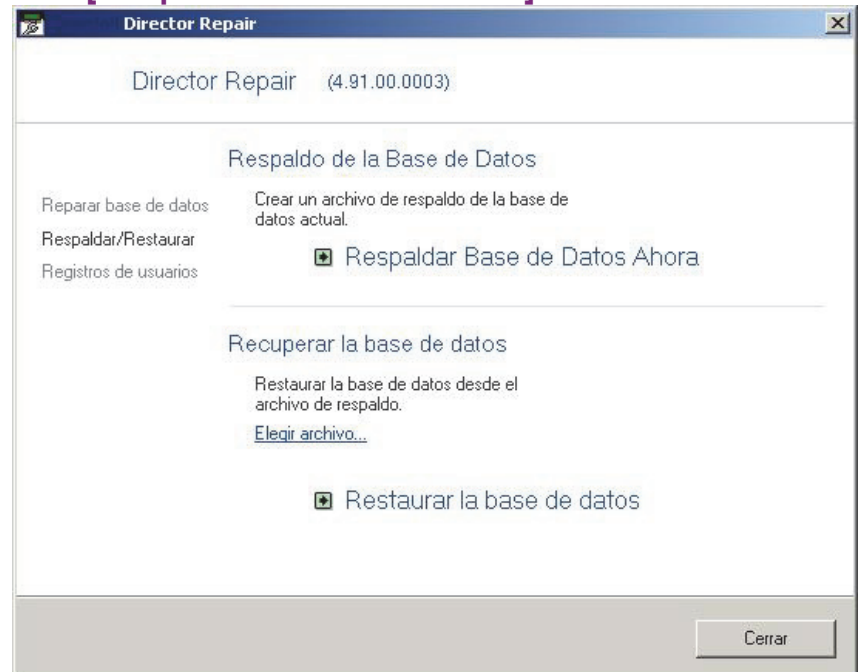 Director Repair
Director Repair (4.91.00.0003)
Respaldo de la Base de Datos
Reparar base de datos
Respaldar/Restaurar
Registros de usuarios
Crear un archivo de respaldo de la base de
datos actual.
Respaldar Base de Datos Ahora
Recuperar la base de datos
Restaurar la base de datos desde el
archivo de respaldo.
Elegir archivo...
Restaurar la base de datos
Cerrar